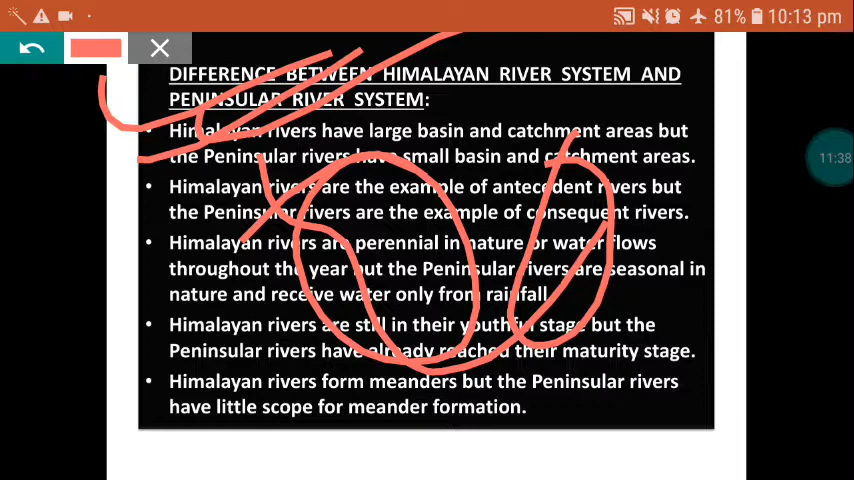 81% 10:13 pm
DIFFERENCE BETWEEN HIMALAYAN RIVER SYSTEM AND
PENINSULAR RIVER SYSTEM:
11:38
• Himalayan rivers have large basin and catchment areas but
the Peninsular rivers have small basin and catchment areas.
• Himalayan rivers are the example of antecedent rivers but
the Peninsular rivers are the example of consequent rivers.
• Himalayan rivers are perennial in nature or water flows
throughout the year but the Peninsular rivers are seasonal in
nature and receive water only from rainfall
• Himalayan rivers are still in their youthful stage but the
Peninsular rivers have already reached their maturity stage.
• Himalayan rivers form meanders but the Peninsular rivers
have little scope for meander formation.